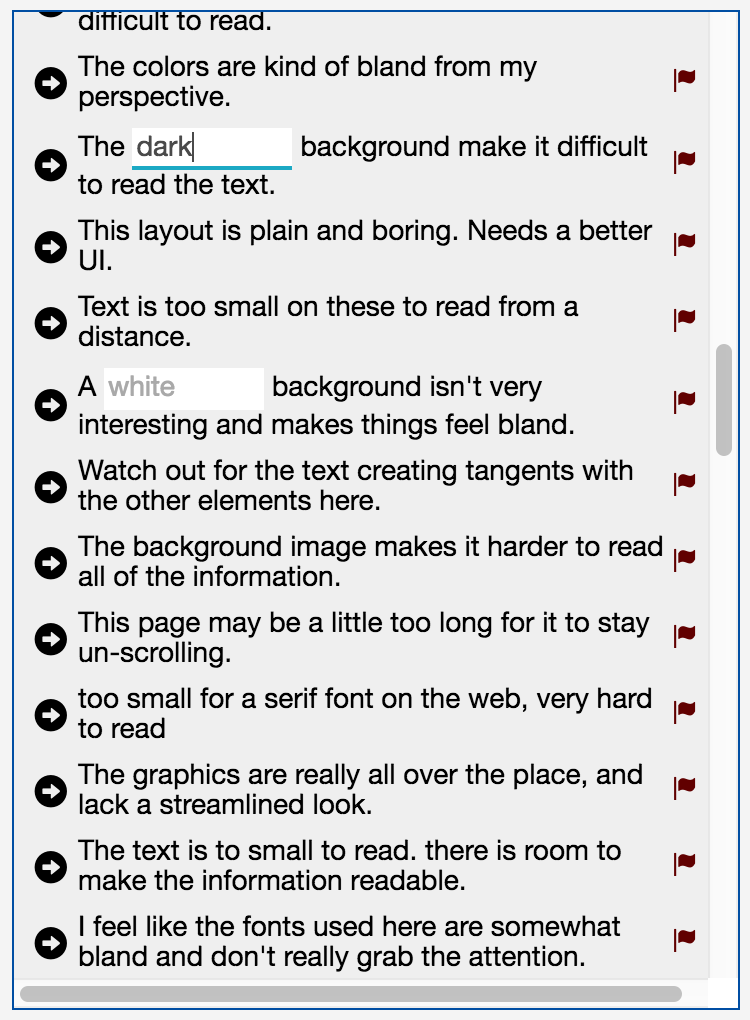 difficult to read.
The colors are kind of bland from my
perspective.
The dark background make it difficult
to read the text.
This layout is plain and boring. Needs a better
UI.
Text is too small on these to read from a
distance.
A white background isn't very
interesting and makes things feel bland.
Watch out for the text creating tangents with
the other elements here.
The background image makes it harder to read
all of the information.
This page may be a little too long for it to stay
un-scrolling.
too small for a serif font on the web, very hard
to read
The graphics are really all over the place, and
lack a streamlined look.
The text is to small to read. there is room to
make the information readable.
I feel like the fonts used here are somewhat
bland and don't really grab the attention.